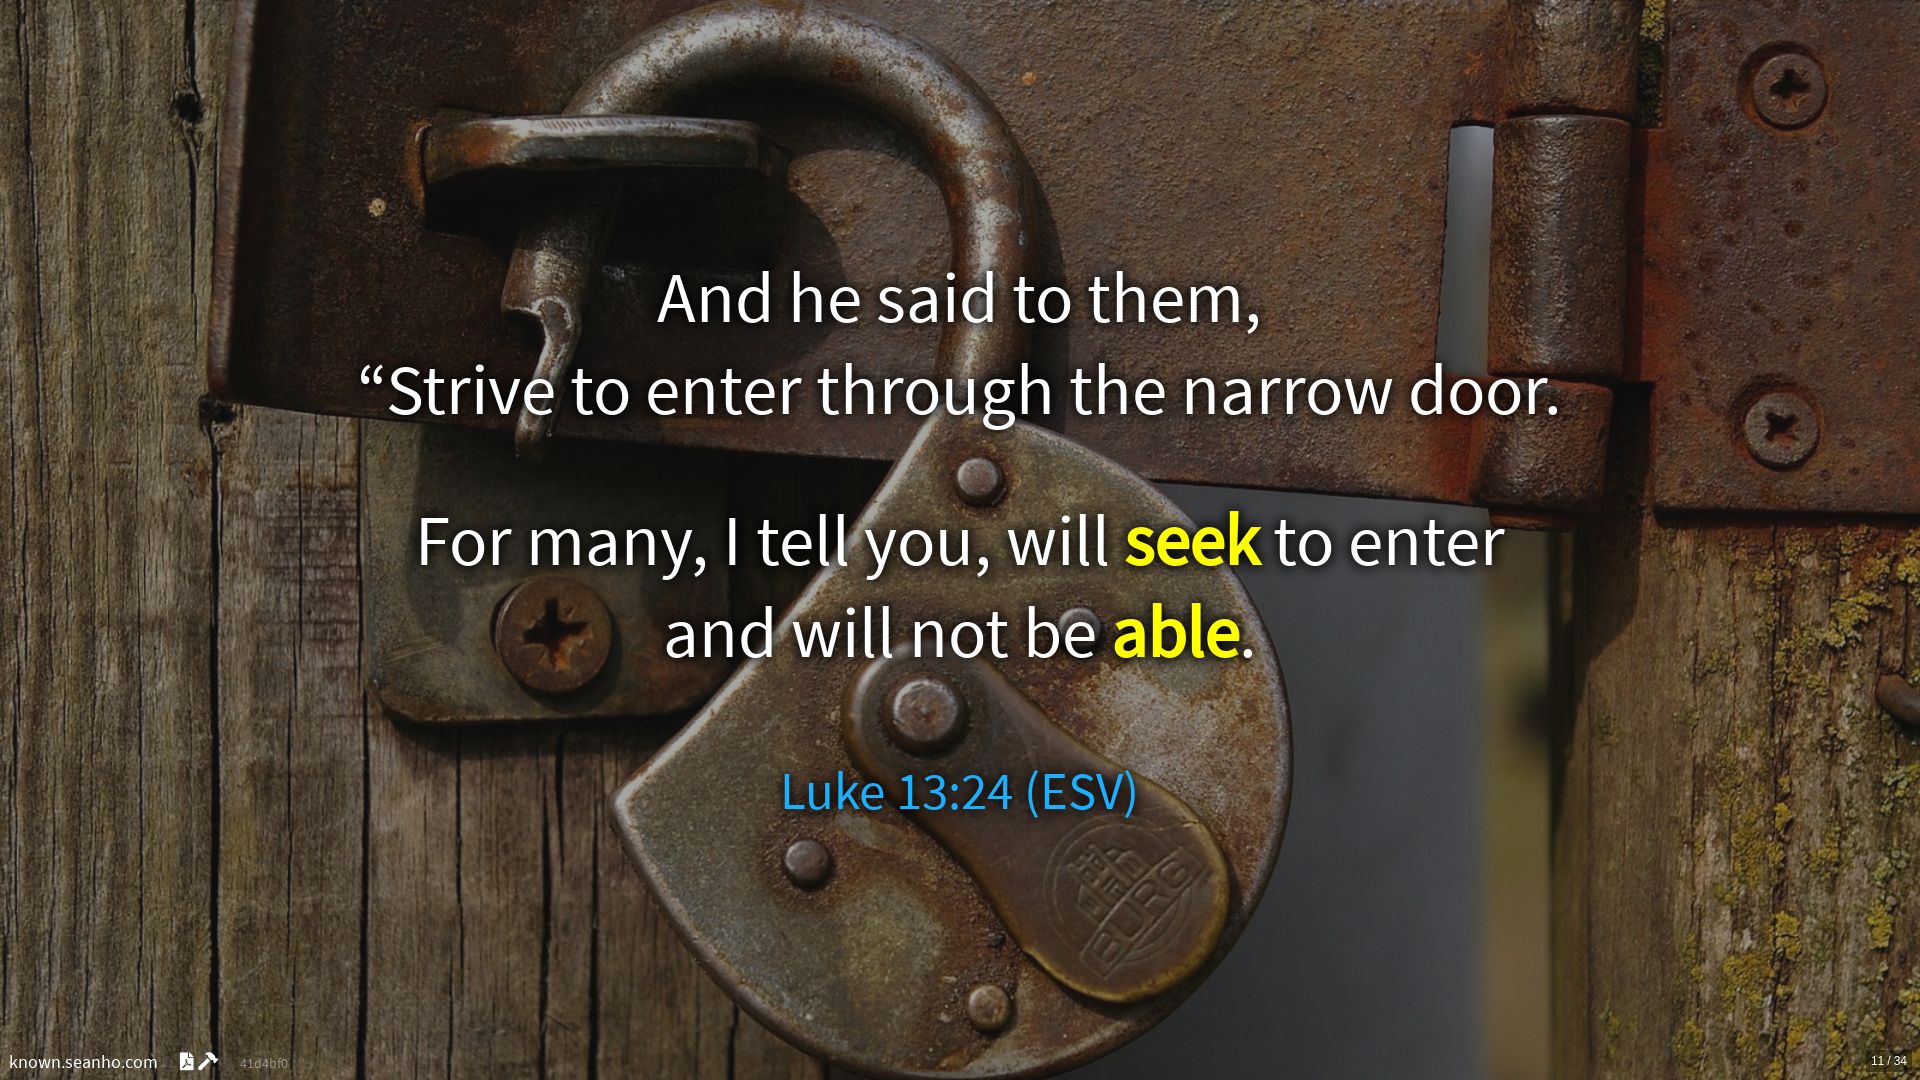 And he said to them,
“Strive to enter through the narrow door.
For many, I tell you, will seek to enter
and will not be able.
Luke 13:24 (ESV)
BURG
known.seanho.com
41d4bf0
11 / 34